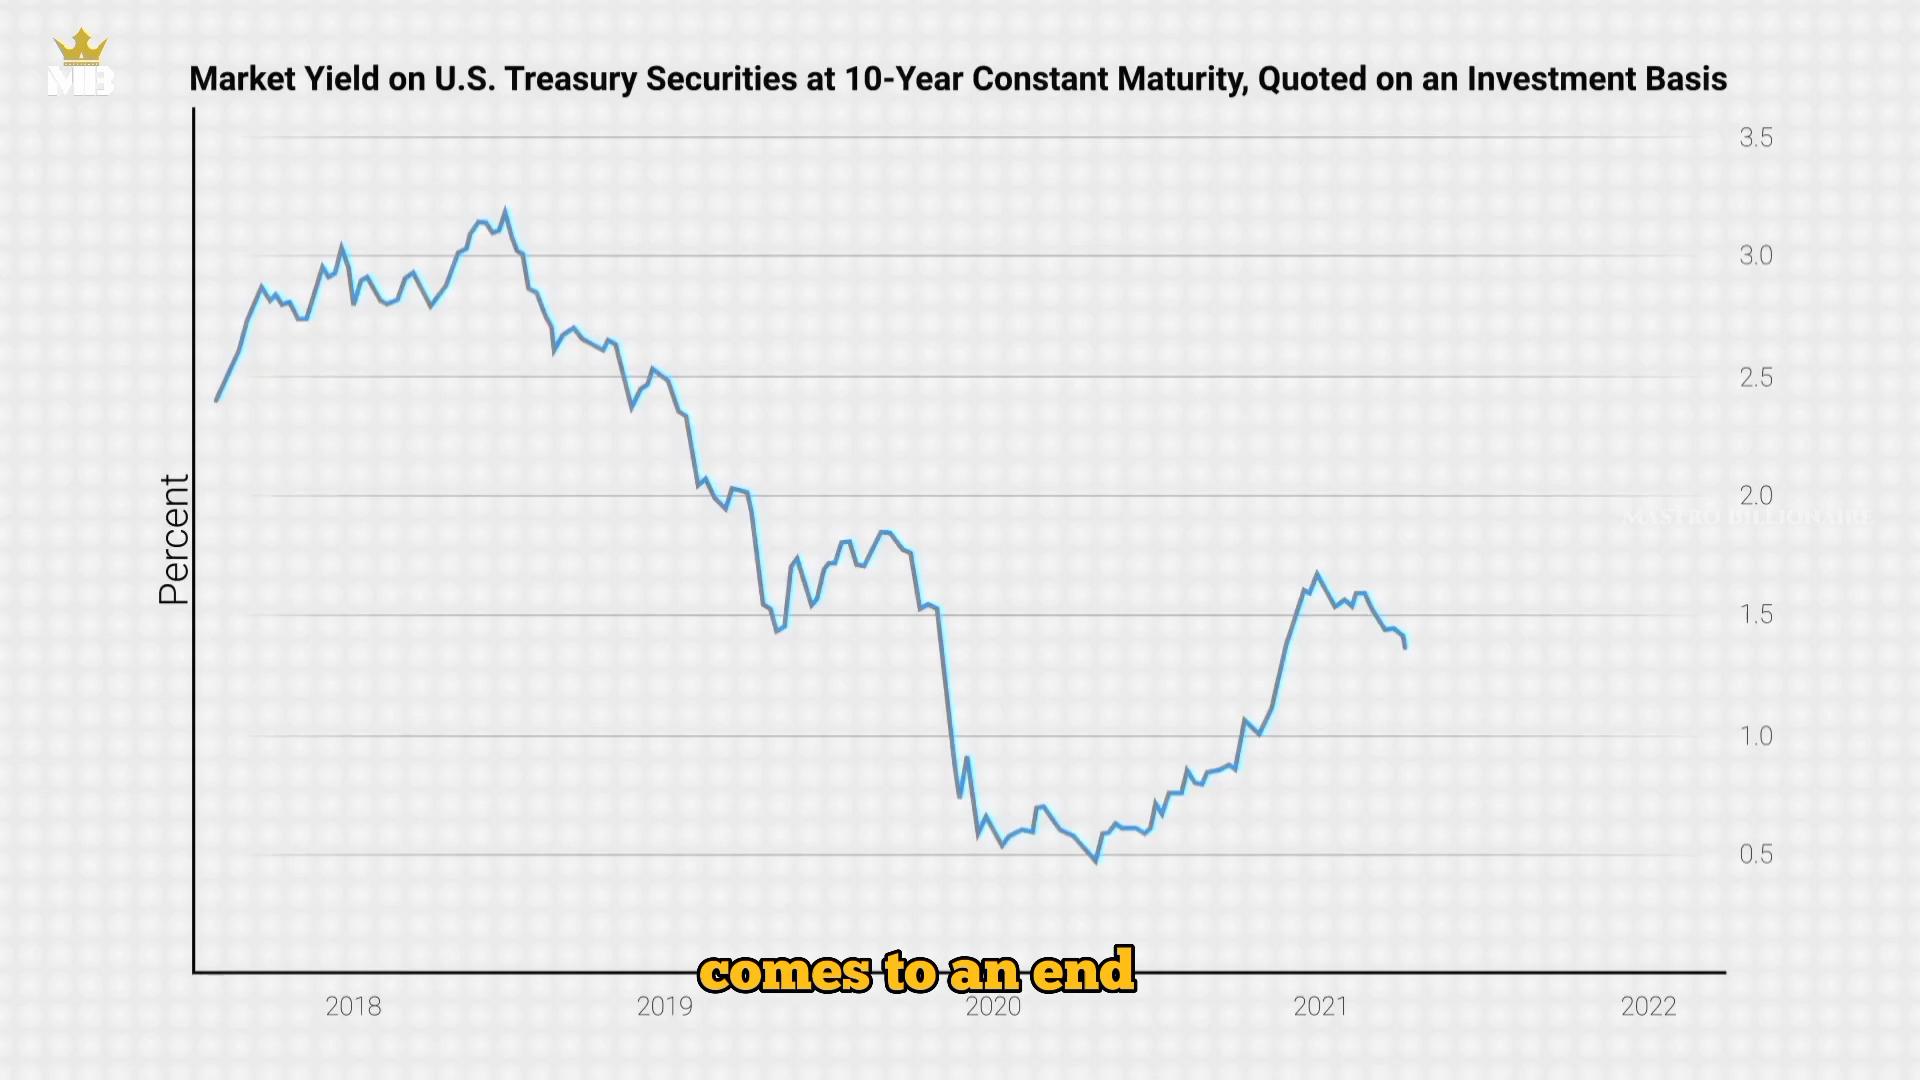 MB
Market Yield on U.S. Treasury Securities at 10-Year Constant Maturity, Quoted on an Investment Basis
3.5
3.0
2.5
2.0
MASTRO BILLIONAIRE
1.5
1.0
0.5
Percent
comes to an end
2018 2019 2020 2021 2022